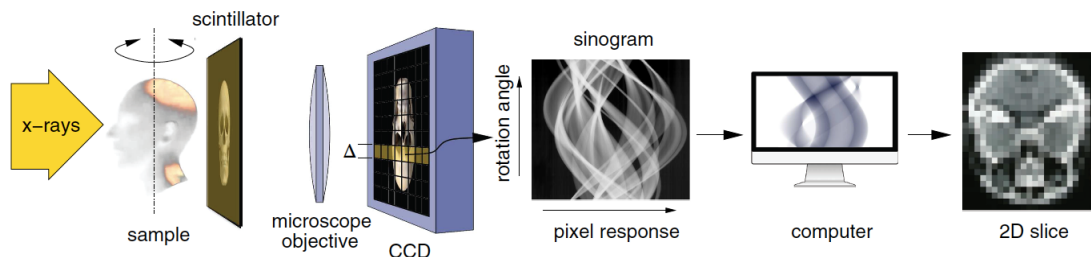 scintillator
x-rays
sample
Δ
microscope
objective
CCD
sinogram
rotation angle
pixel response
computer
2D slice